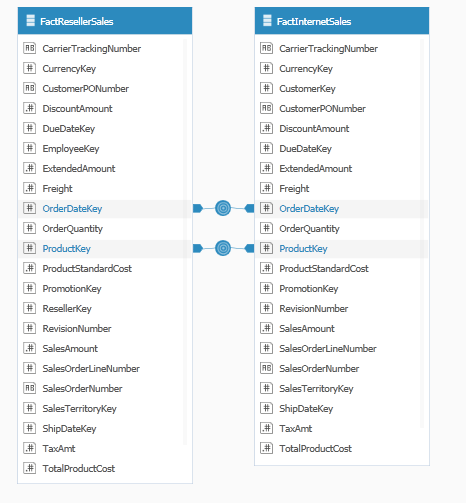 FactResellerSales
CarrierTrackingNumber
CurrencyKey
CustomerPONumber
DiscountAmount
DueDateKey
EmployeeKey
ExtendedAmount
Freight
OrderDateKey
OrderQuantity
ProductKey
ProductStandardCost
PromotionKey
ResellerKey
RevisionNumber
SalesAmount
SalesOrderLineNumber
SalesOrderNumber
SalesTerritoryKey
ShipDateKey
TaxAmt
TotalProductCost
FactInternetSales
CarrierTrackingNumber
CurrencyKey
CustomerKey
CustomerPONumber
DiscountAmount
DueDateKey
ExtendedAmount
Freight
OrderDateKey
OrderQuantity
ProductKey
ProductStandardCost
PromotionKey
RevisionNumber
SalesAmount
SalesOrderLineNumber
SalesOrderNumber
SalesTerritoryKey
ShipDateKey
TaxAmt
TotalProductCost